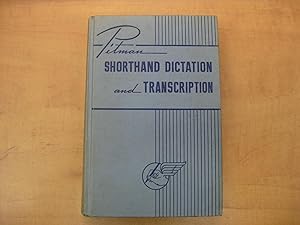 Pitman
SHORTHAND DICTATION
and TRANSCRIPTION